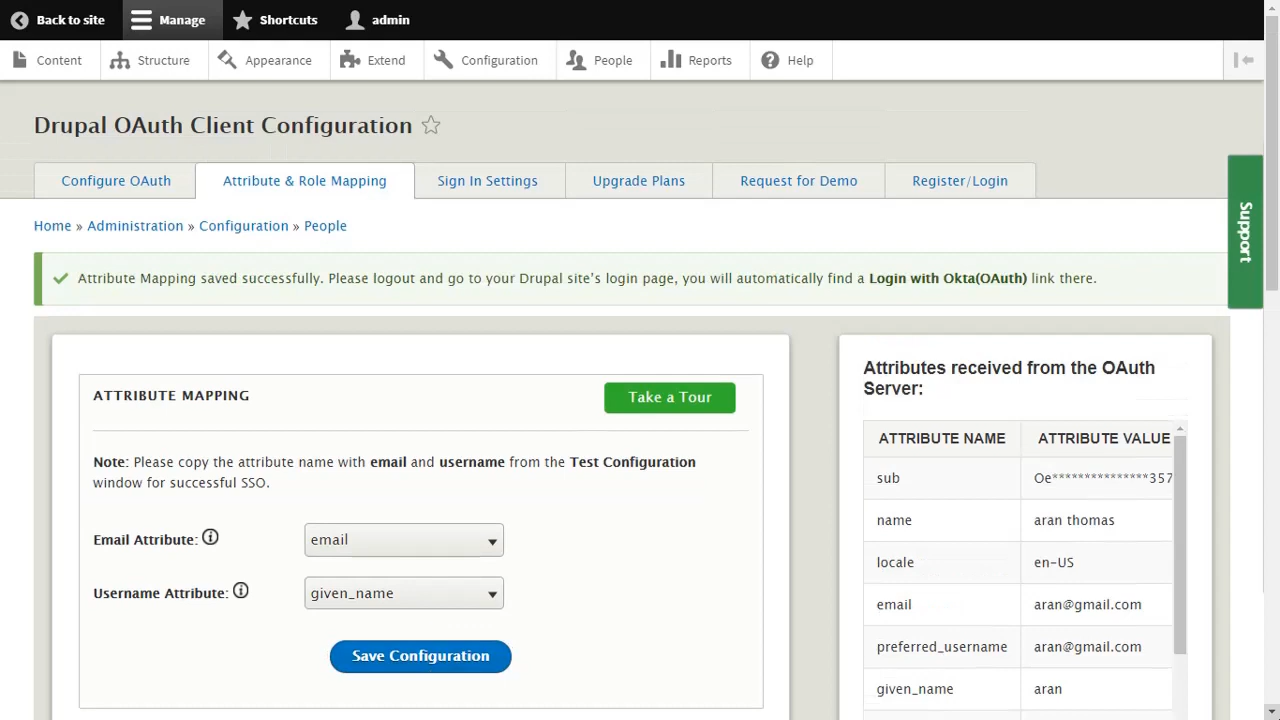 Back to site Manage Shortcuts admin
Content Structure Appearance Extend Configuration People Reports Help
Drupal OAuth Client Configuration
Configure OAuth Attribute & Role Mapping Sign In Settings Upgrade Plans Request for Demo Register/Login
Home » Administration » Configuration » People
Support
Attribute Mapping saved successfully. Please logout and go to your Drupal site's login page, you will automatically find a Login with Okta(OAuth) link there.
ATTRIBUTE MAPPING
Take a Tour
Note: Please copy the attribute name with email and username from the Test Configuration
window for successful SSO.
Email Attribute: email
Username Attribute: given_name
Save Configuration
Attributes received from the OAuth
Server:
ATTRIBUTE NAME ATTRIBUTE VALUE
sub Oe***************357
name aran thomas
locale en-US
email aran@gmail.com
preferred_username aran@gmail.com
given_name aran